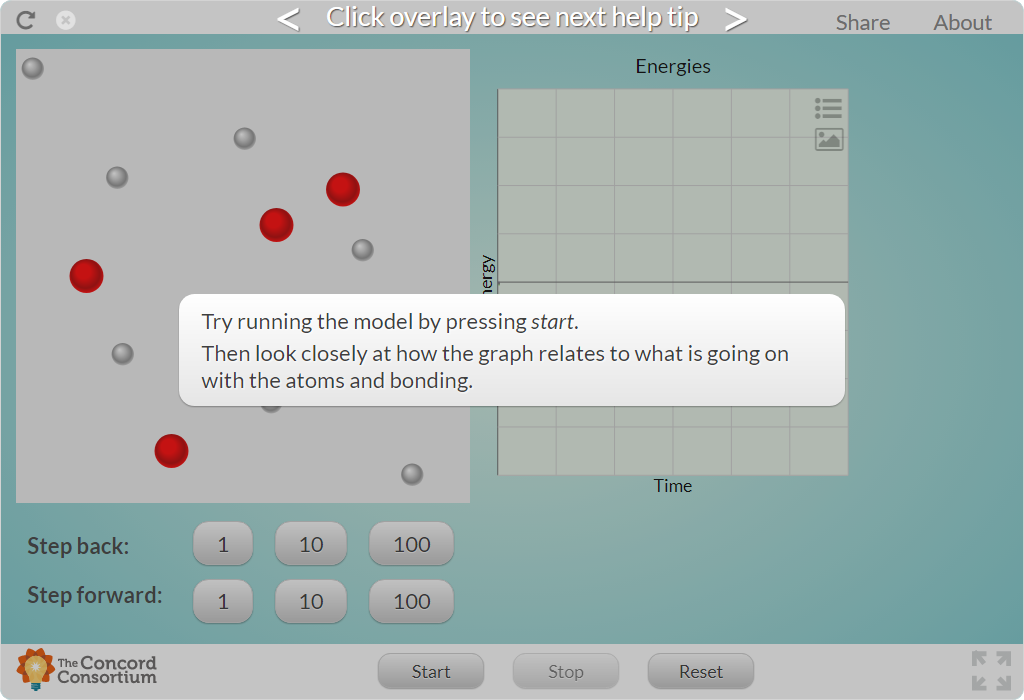 Click overlay to see next help tip
Share
About
Energies
Try running the model by pressing start.
Then look closely at how the graph relates to what is going on
with the atoms and bonding.
Time
Step back:
1
10
100
Step forward:
1
10
100
The Concord
Consortium
Start
Stop
Reset